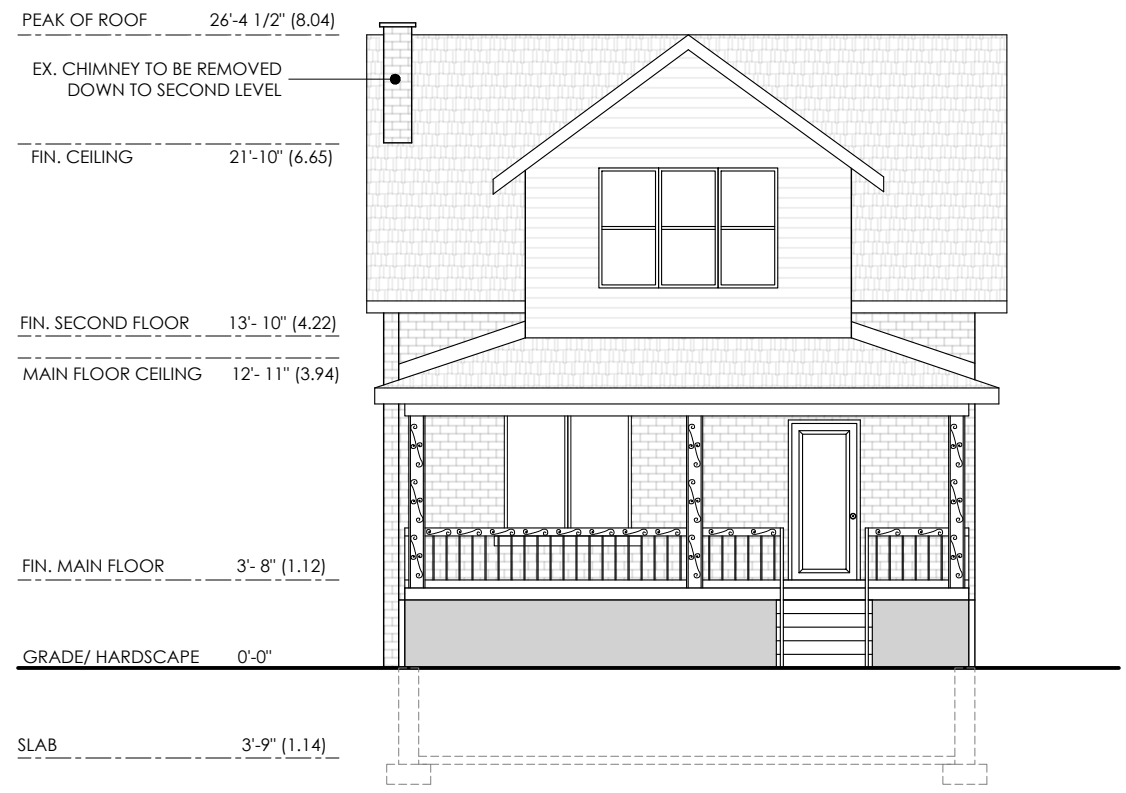 PEAK OF ROOF 26'-4 1/2" (8.04)
EX. CHIMNEY TO BE REMOVED
DOWN TO SECOND LEVEL
FIN. CEILING 21'-10" (6.65)
FIN. SECOND FLOOR 13'- 10" (4.22)
MAIN FLOOR CEILING 12'- 11" (3.94)
FIN. MAIN FLOOR 3'- 8" (1.12)
GRADE/ HARDSCAPE 0'-0"
SLAB 3'-9" (1.14)